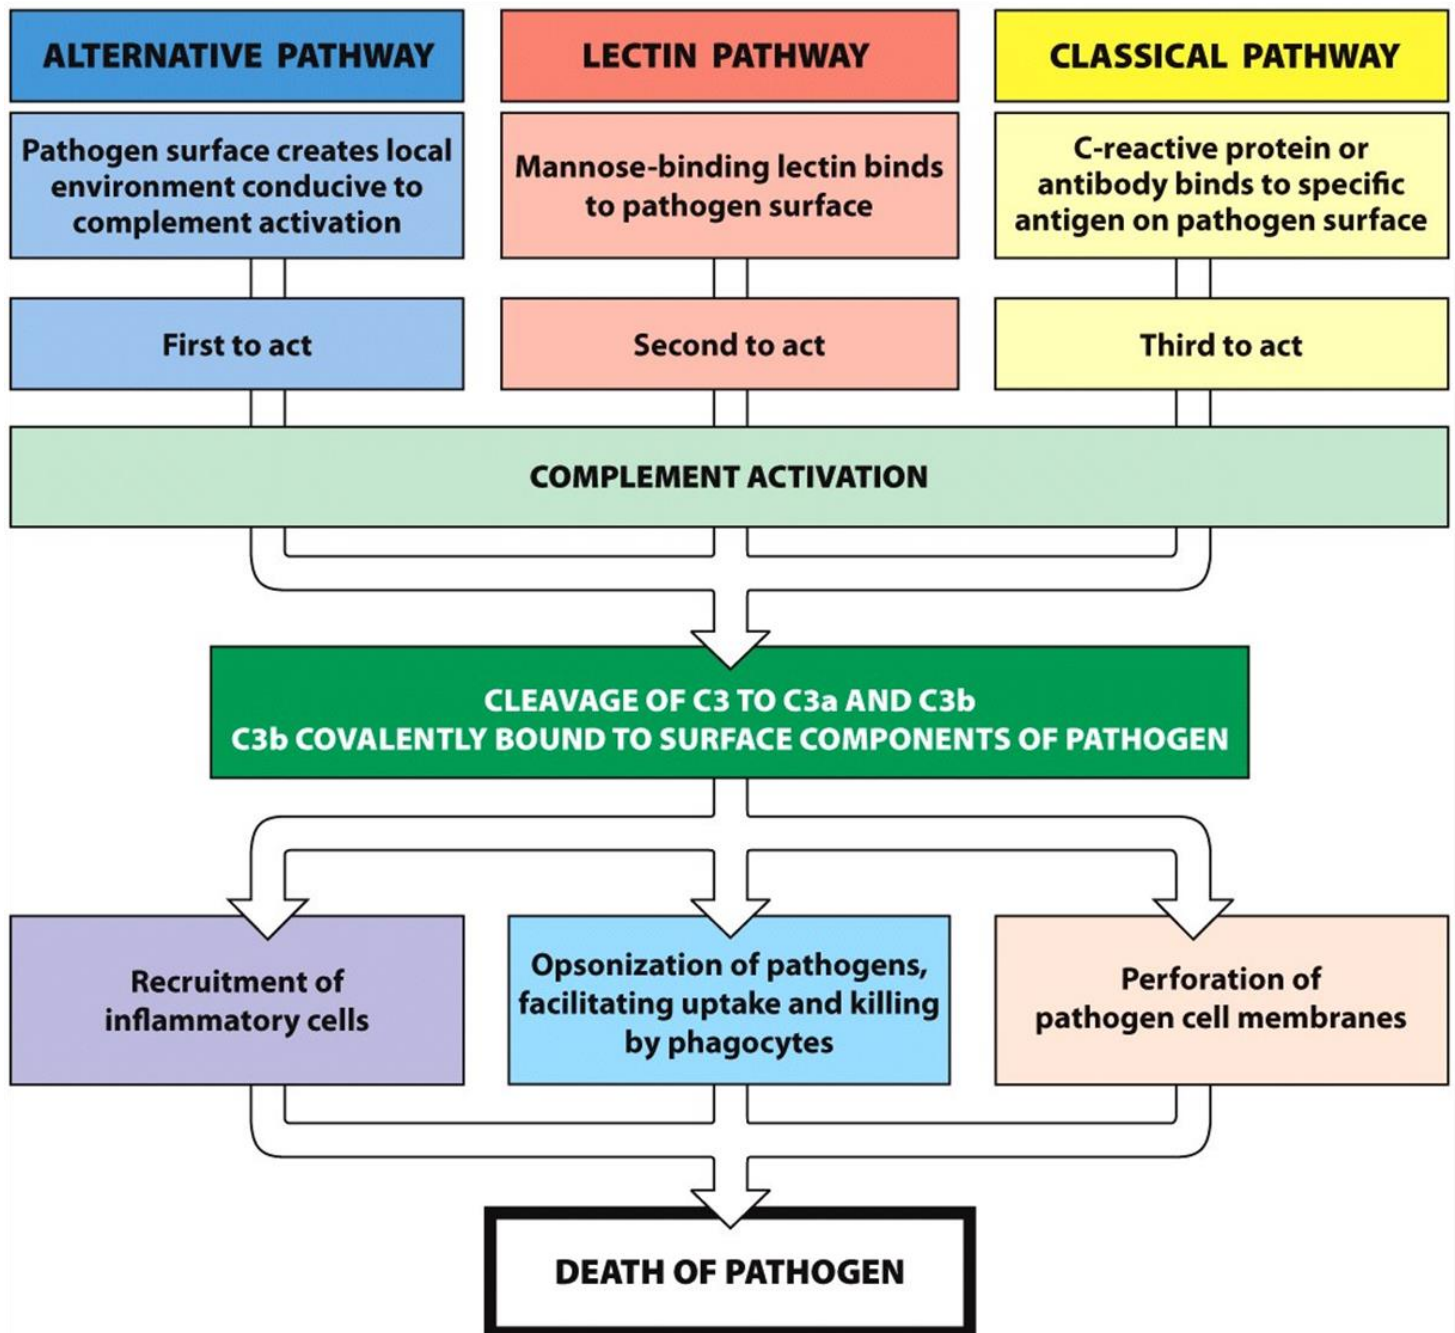 ALTERNATIVE PATHWAY
LECTIN PATHWAY
CLASSICAL PATHWAY
Pathogen surface creates local
environment conducive to
complement activation
Mannose-binding lectin binds
to pathogen surface
C-reactive protein or
antibody binds to specific
antigen on pathogen surface
First to act
Second to act
Third to act
COMPLEMENT ACTIVATION
CLEAVAGE OF C3 TO C3a AND C3b
C3b COVALENTLY BOUND TO SURFACE COMPONENTS OF PATHOGEN
Recruitment of
inflammatory cells
Opsonization of pathogens,
facilitating uptake and killing
by phagocytes
Perforation of
pathogen cell membranes
DEATH OF PATHOGEN